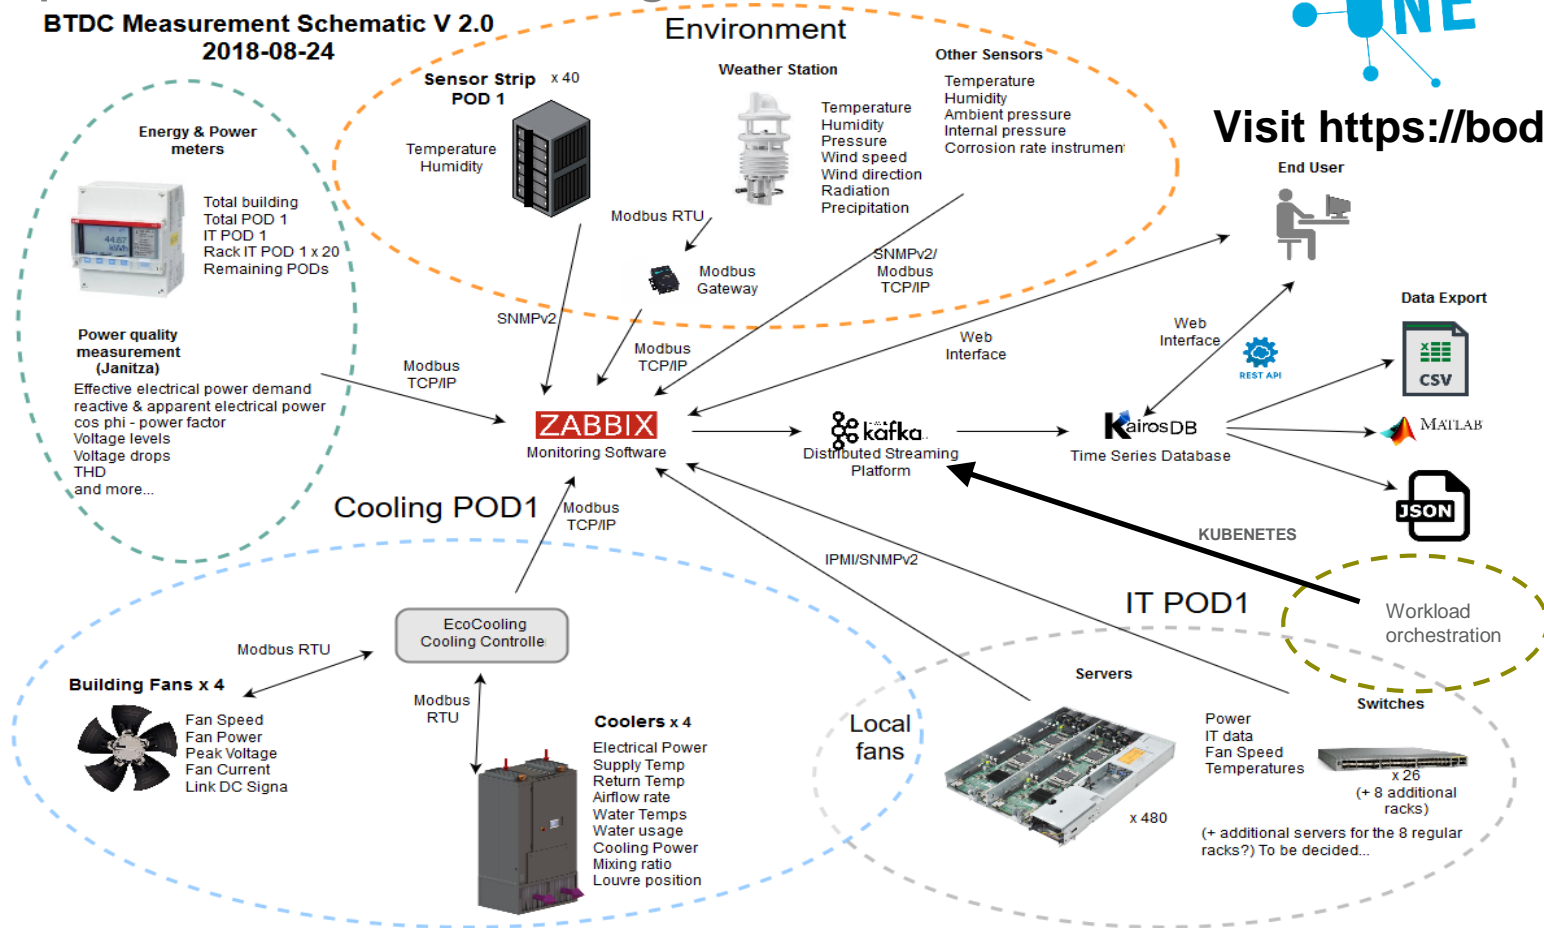 BTDC Measurement Schematic V 2.0
2018-08-24
Environment
NE
Visit https://bod
Sensor Strip x 40
POD 1
Temperature
Humidity
Weather Station
Temperature
Humidity
Pressure
Wind speed
Wind direction
Radiation
Precipitation
Other Sensors
Temperature
Humidity
Ambient pressure
Internal pressure
Corrosion rate instrument
Energy & Power
meters
44.67
kWh
Total building
Total POD 1
IT POD 1
Rack IT POD 1 x 20
Remaining PODs
Power quality
measurement
(Janitza)
Effective electrical power demand
reactive & apparent electrical power
cos phi - power factor
Voltage levels
Voltage drops
THD
and more...
Modbus RTU
Modbus
Gateway
SNMPv2
Modbus
TCP/IP
Modbus
TCP/IP
SNMPv2/
Modbus
TCP/IP
End User
Web
Interface
Web
Interface
REST API
Data Export
CSV
MATLAB
JSON
ZABBIX
Monitoring Software
kafka
Distributed Streaming
Platform
KairosDB
Time Series Database
KUBENETES
Workload
orchestration
Cooling POD1
Modbus
TCP/IP
IPMI/SNMPv2
EcoCooling
Cooling Controlle
Modbus RTU
Modbus
RTU
Building Fans x 4
Fan Speed
Fan Power
Peak Voltage
Fan Current
Link DC Signa
Coolers x 4
Electrical Power
Supply Temp
Return Temp
Airflow rate
Water Temps
Water usage
Cooling Power
Mixing ratio
Louvre position
Local
fans
IT POD1
Servers
x 480
Power
IT data
Fan Speed
Temperatures
Switches
x 26
(+ 8 additional
racks)
(+ additional servers for the 8 regular
racks?) To be decided...